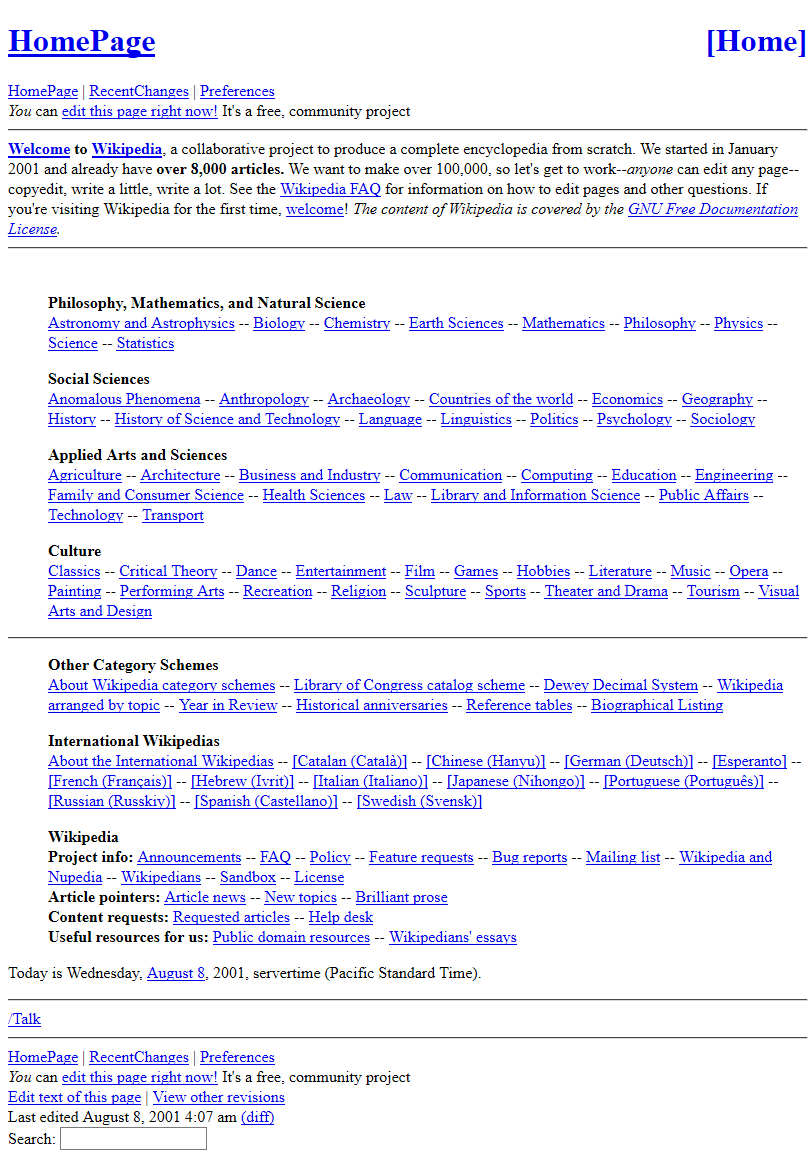 HomePage [Home]
HomePage | RecentChanges | Preferences
You can edit this page right now! It's a free, community project
Welcome to Wikipedia, a collaborative project to produce a complete encyclopedia from scratch. We started in January
2001 and already have over 8,000 articles. We want to make over 100,000, so let's get to work--anyone can edit any page--
copyedit, write a little, write a lot. See the Wikipedia FAQ for information on how to edit pages and other questions. If
you're visiting Wikipedia for the first time, welcome! The content of Wikipedia is covered by the GNU Free Documentation
License.
Philosophy, Mathematics, and Natural Science
Astronomy and Astrophysics -- Biology -- Chemistry -- Earth Sciences -- Mathematics -- Philosophy -- Physics --
Science -- Statistics
Social Sciences
Anomalous Phenomena -- Anthropology -- Archaeology -- Countries of the world -- Economics -- Geography --
History -- History of Science and Technology -- Language -- Linguistics -- Politics -- Psychology -- Sociology
Applied Arts and Sciences
Agriculture -- Architecture -- Business and Industry -- Communication -- Computing -- Education -- Engineering --
Family and Consumer Science -- Health Sciences -- Law -- Library and Information Science -- Public Affairs --
Technology -- Transport
Culture
Classics -- Critical Theory -- Dance -- Entertainment -- Film -- Games -- Hobbies -- Literature -- Music -- Opera --
Painting -- Performing Arts -- Recreation -- Religion -- Sculpture -- Sports -- Theater and Drama -- Tourism -- Visual
Arts and Design
Other Category Schemes
About Wikipedia category schemes -- Library of Congress catalog scheme -- Dewey Decimal System -- Wikipedia
arranged by topic -- Year in Review -- Historical anniversaries -- Reference tables -- Biographical Listing
International Wikipedias
About the International Wikipedias -- [Catalan (Català)] -- [Chinese (Hanyu)] -- [German (Deutsch)] -- [Esperanto] --
[French (Français)] -- [Hebrew (Ivrit)] -- [Italian (Italiano)] -- [Japanese (Nihongo)] -- [Portuguese (Português)] --
[Russian (Russkiy)] -- [Spanish (Castellano)] -- [Swedish (Svensk)]
Wikipedia
Project info: Announcements -- FAQ -- Policy -- Feature requests -- Bug reports -- Mailing list -- Wikipedia and
Nupedia -- Wikipedians -- Sandbox -- License
Article pointers: Article news -- New topics -- Brilliant prose
Content requests: Requested articles -- Help desk
Useful resources for us: Public domain resources -- Wikipedians' essays
Today is Wednesday, August 8, 2001, servertime (Pacific Standard Time).
/Talk
HomePage | RecentChanges | Preferences
You can edit this page right now! It's a free, community project
Edit text of this page | View other revisions
Last edited August 8, 2001 4:07 am (diff)
Search: